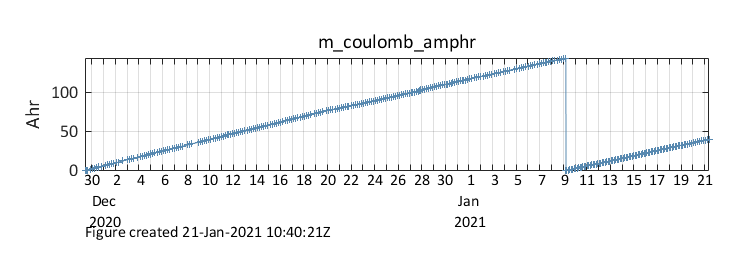 m_coulomb_amphr
Ahr
100
50
0
30 2 4 6 8 10 12 14 16 18 20 22 24 26 28 30 1 3 5 7 9 11 13 15 17 19 21
Dec Jan
2020 2021
Figure created 21-Jan-2021 10:40:21Z